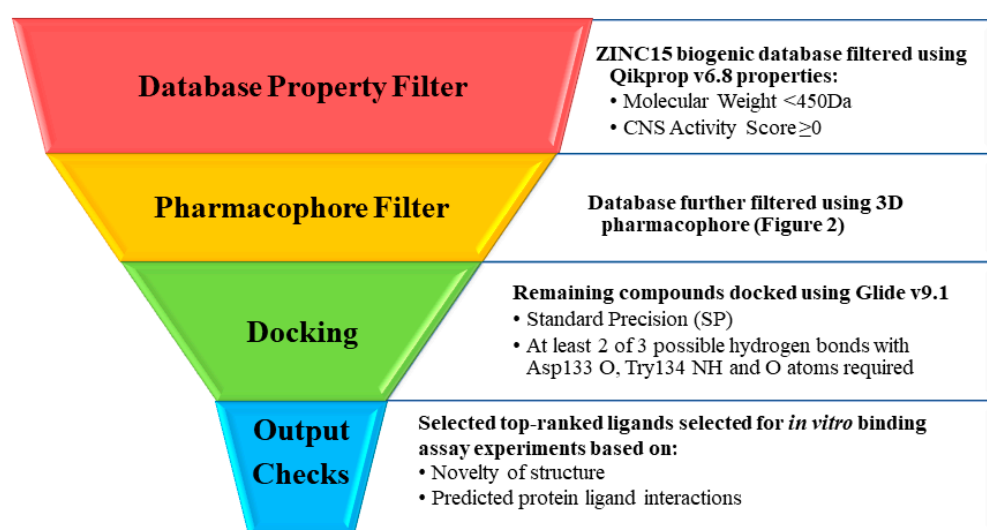 Database Property Filter
ZINC15 biogenic database filtered using
Qikprop v6.8 properties:
• Molecular Weight <450Da
• CNS Activity Score≥0
Pharmacophore Filter
Database further filtered using 3D
pharmacophore (Figure 2)
Docking
Remaining compounds docked using Glide v9.1
• Standard Precision (SP)
• At least 2 of 3 possible hydrogen bonds with
Asp133 O, Try134 NH and O atoms required
Output
Checks
Selected top-ranked ligands selected for in vitro binding
assay experiments based on:
• Novelty of structure
• Predicted protein ligand interactions